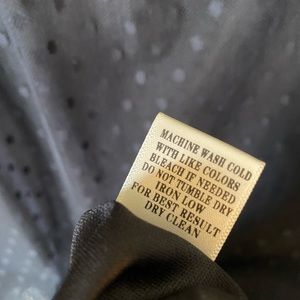 MACHINE WASH COLD
WITH LIKE COLORS
BLEACH IF NEEDED
DO NOT TUMBLE DRY
IRON LOW
FOR BEST RESULT
DRY CLEAN